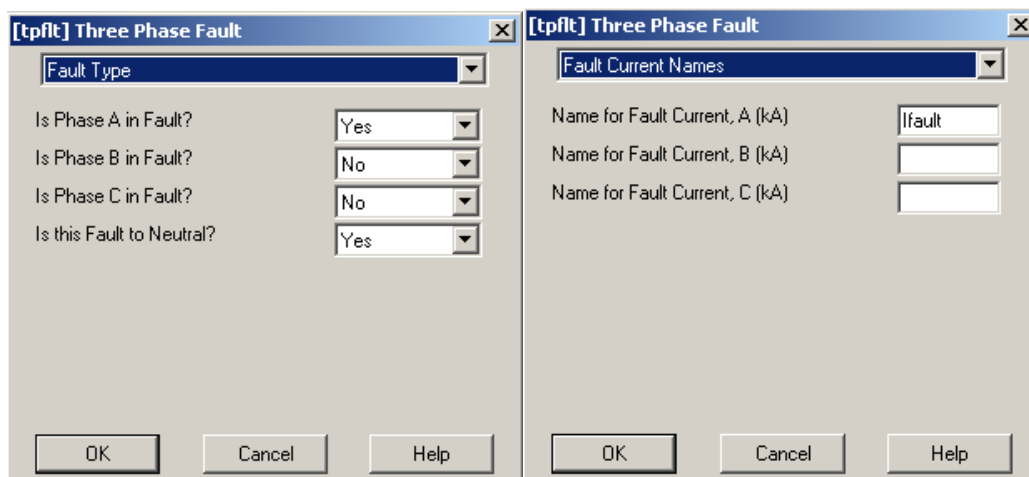 [tpflt] Three Phase Fault
Fault Type
Is Phase A in Fault? Yes
Is Phase B in Fault? No
Is Phase C in Fault? No
Is this Fault to Neutral? Yes
OK Cancel Help
[tpflt] Three Phase Fault
Fault Current Names
Name for Fault Current, A (kA) Ifault
Name for Fault Current, B (kA)
Name for Fault Current, C (kA)
OK Cancel Help